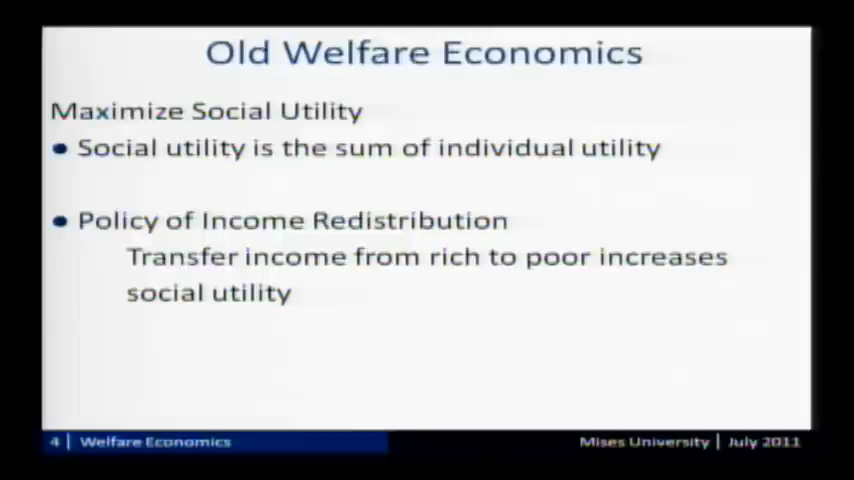 Old Welfare Economics
Maximize Social Utility
• Social utility is the sum of individual utility
• Policy of Income Redistribution
Transfer income from rich to poor increases
social utility
4 | Welfare Economics
Mises University | July 2011